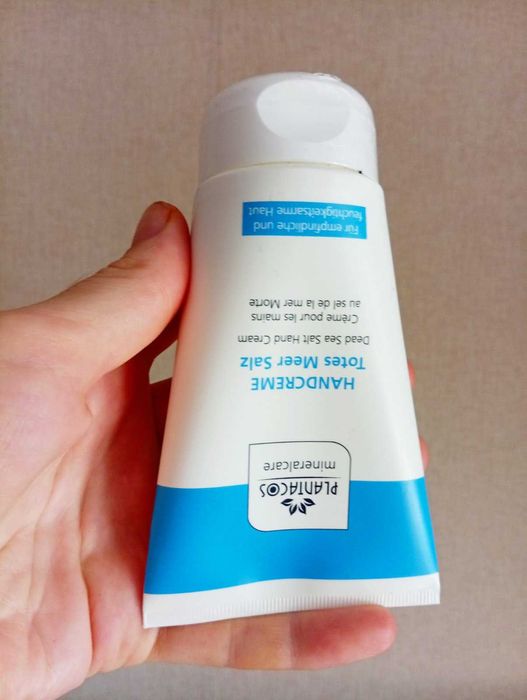 PLANTACOS
mineralcare
HANDCREME
Totes Meer Salz
Dead Sea Salt Hand Cream
Crème pour les mains
au sel de la mer Morte
Für empfindliche und
feuchtigkeitsarme Haut